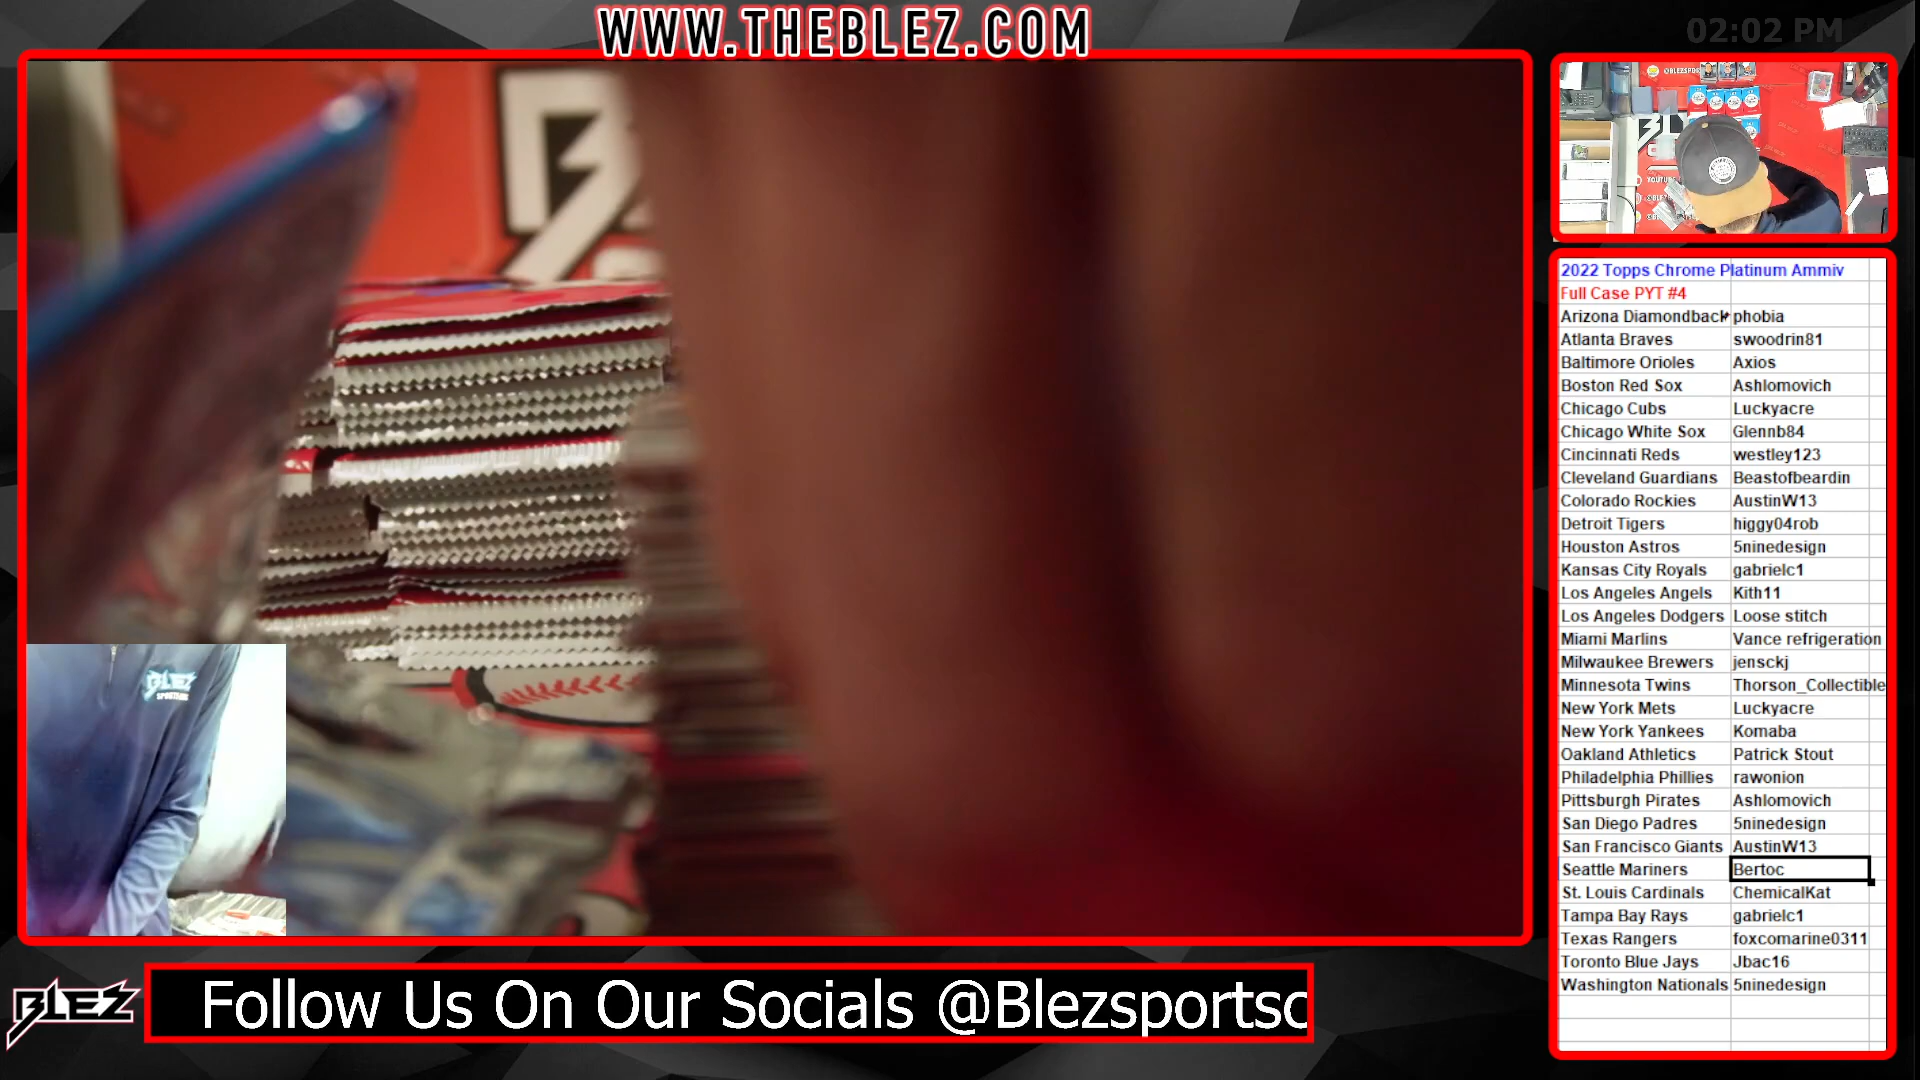 WWW.THEBLEZ.COM
02:02 PM
2022 Topps Chrome Platinum Ammiv
Full Case PYT #4
Arizona Diamondback phobia
Atlanta Braves swoodrin81
Baltimore Orioles Axios
Boston Red Sox Ashlomovich
Chicago Cubs Luckyacre
Chicago White Sox Glennb84
Cincinnati Reds westley123
Cleveland Guardians Beastofbeardin
Colorado Rockies AustinW13
Detroit Tigers higgy04rob
Houston Astros 5ninedesign
Kansas City Royals gabrielc1
Los Angeles Angels Kith11
Los Angeles Dodgers Loose stitch
Miami Marlins Vance refrigeration
Milwaukee Brewers jensckj
Minnesota Twins Thorson_Collectible
New York Mets Luckyacre
New York Yankees Komaba
Oakland Athletics Patrick Stout
Philadelphia Phillies rawonion
Pittsburgh Pirates Ashlomovich
San Diego Padres 5ninedesign
San Francisco Giants AustinW13
Seattle Mariners Bertoc
St. Louis Cardinals ChemicalKat
Tampa Bay Rays gabrielc1
Texas Rangers foxcomarine0311
Toronto Blue Jays Jbac16
Washington Nationals 5ninedesign
BLEZ
BLEZ
Follow Us On Our Socials @Blezsportsc